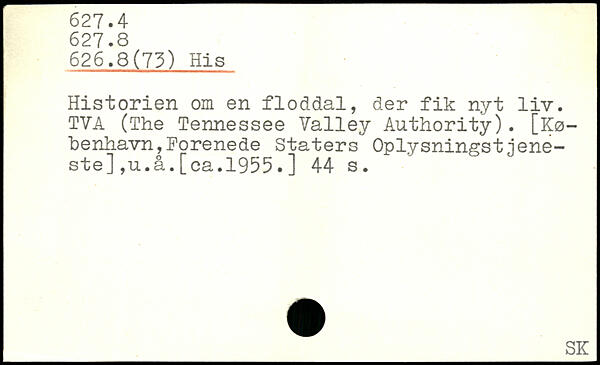 627.4
627.8
626.8(73) His
Historien om en floddal, der fik nyt liv.
TVA (The Tennessee Valley Authority). [Kø-
benhavn,Forenede Staters Oplysningstjene-
ste],u.å.[ca.1955.] 44 s.
SK